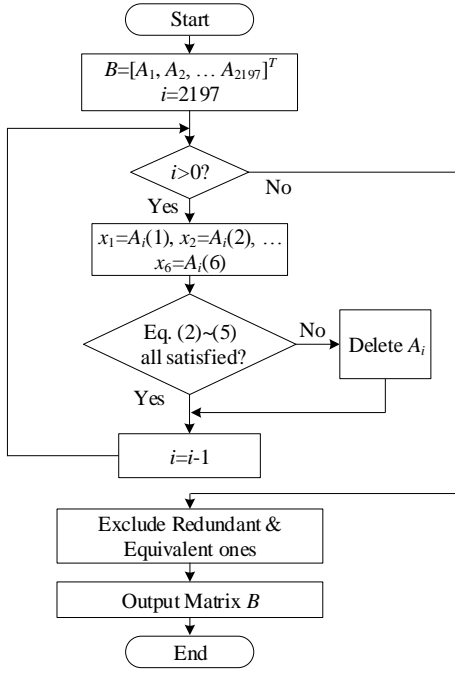 Start
B=[A₁, A₂, … A₂₁₉₇]ᵀ
i=2197
i>0?
No
Yes
x₁=Aᵢ(1), x₂=Aᵢ(2), …
x₆=Aᵢ(6)
Eq. (2)~(5)
all satisfied?
No
Delete Aᵢ
Yes
i=i-1
Exclude Redundant &
Equivalent ones
Output Matrix B
End